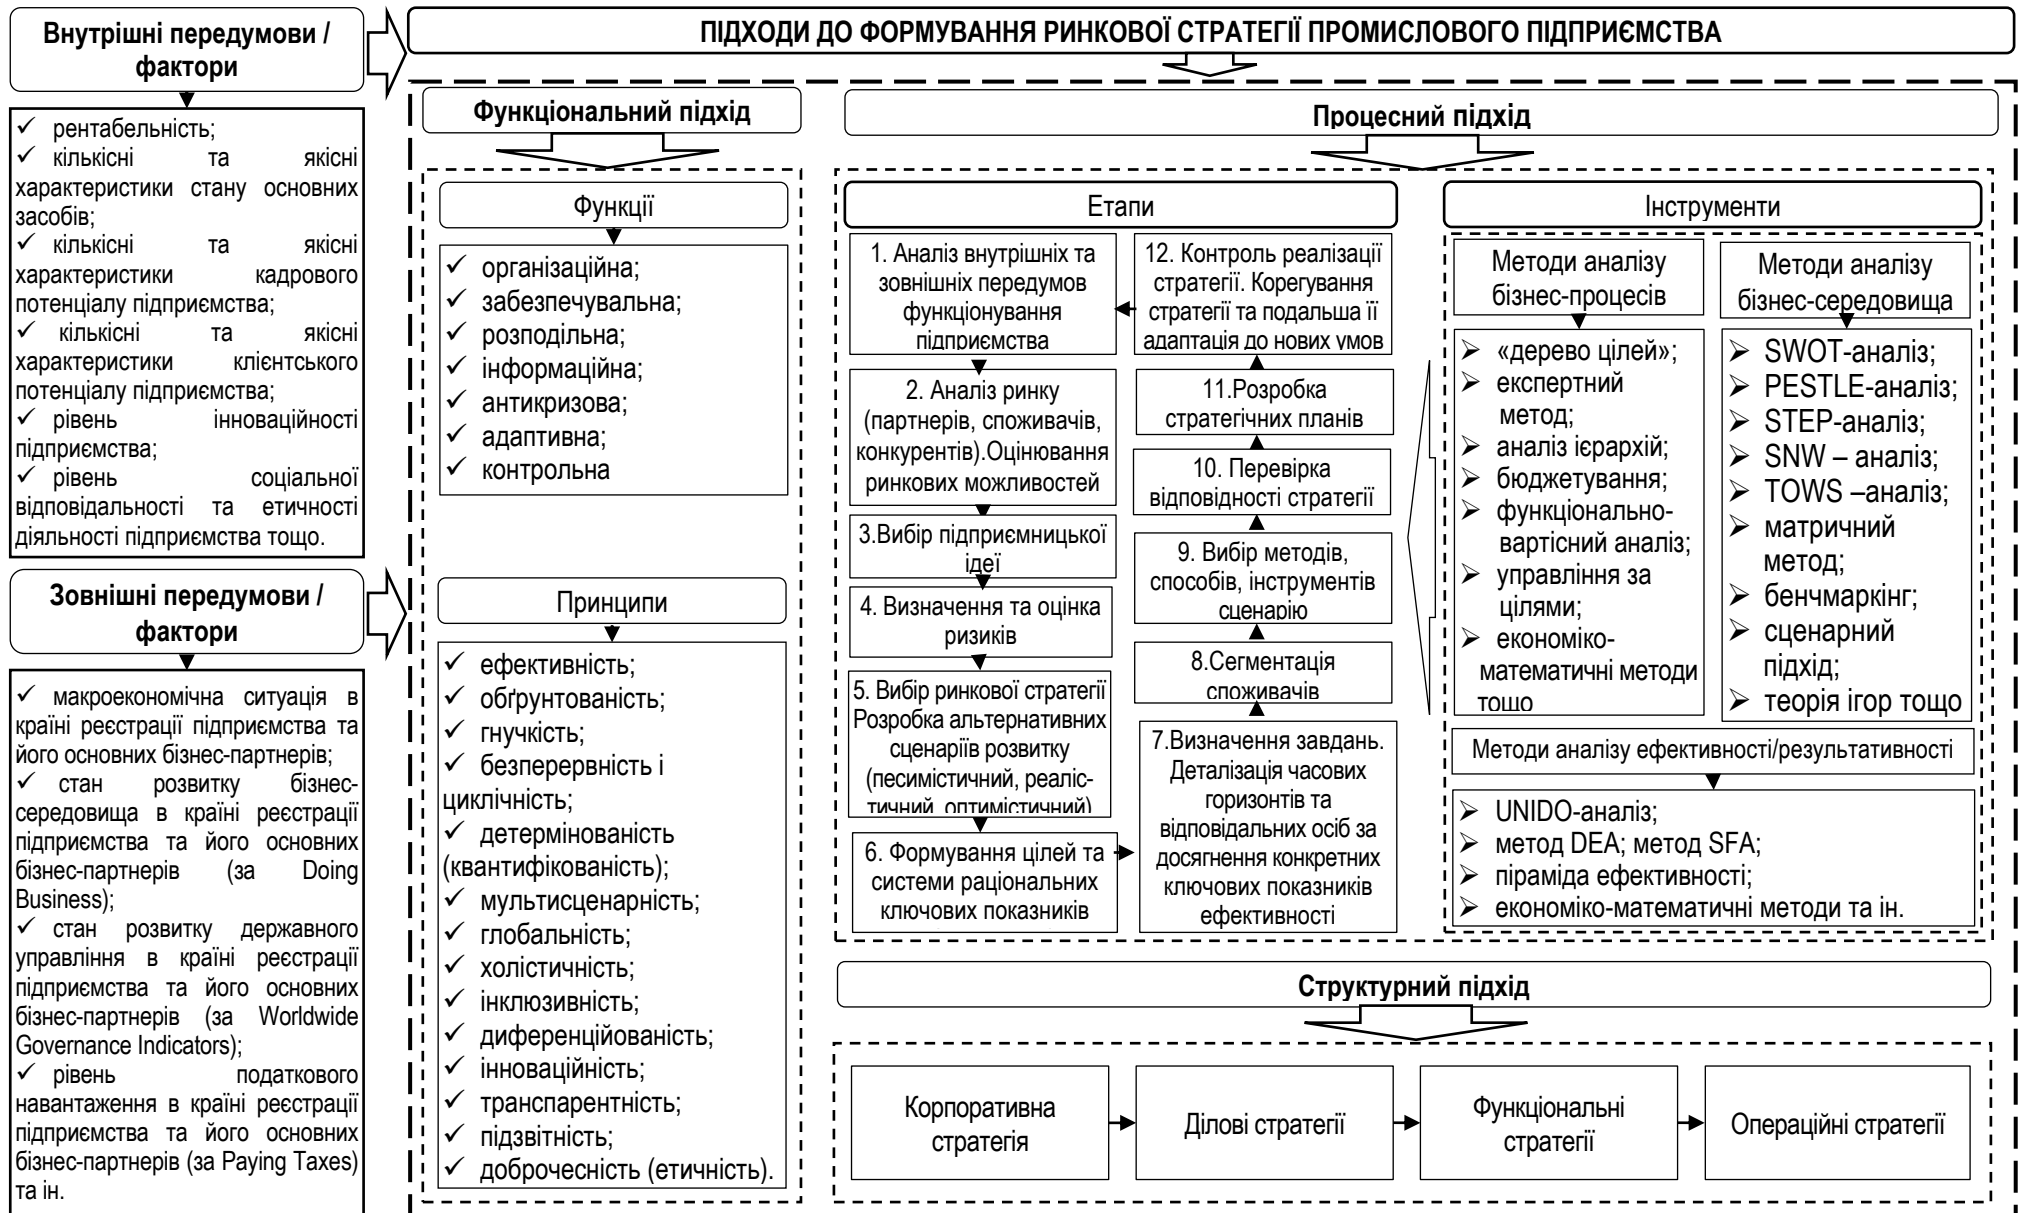 Внутрішні передумови /
фактори
рентабельність;
кількісні та якісні
характеристики стану основних
засобів;
кількісні та якісні
характеристики кадрового
потенціалу підприємства;
кількісні та якісні
характеристики клієнтського
потенціалу підприємства;
рівень інноваційності
підприємства;
рівень соціальної
відповідальності та етичності
діяльності підприємства тощо.
Зовнішні передумови /
фактори
макроекономічна ситуація в
країні реєстрації підприємства та
його основних бізнес-партнерів;
стан розвитку бізнес-
середовища в країні реєстрації
підприємства та його основних
бізнес-партнерів (за Doing
Business);
стан розвитку державного
управління в країні реєстрації
підприємства та його основних
бізнес-партнерів (за Worldwide
Governance Indicators);
рівень податкового
навантаження в країні реєстрації
підприємства та його основних
бізнес-партнерів (за Paying Taxes)
та ін.
ПІДХОДИ ДО ФОРМУВАННЯ РИНКОВОЇ СТРАТЕГІЇ ПРОМИСЛОВОГО ПІДПРИЄМСТВА
Функціональний підхід
Функції
організаційна;
забезпечувальна;
розподільна;
інформаційна;
антикризова;
адаптивна;
контрольна
Принципи
ефективність;
обґрунтованість;
гнучкість;
безперервність і
циклічність;
детермінованість
(квантифікованість);
мультисценарність;
глобальність;
холістичність;
інклюзивність;
диференційованість;
інноваційність;
транспарентність;
підзвітність;
доброчесність (етичність).
Процесний підхід
Етапи
1. Аналіз внутрішніх та
зовнішніх передумов
функціонування
підприємства
2. Аналіз ринку
(партнерів, споживачів,
конкурентів).Оцінювання
ринкових можливостей
3.Вибір підприємницької
ідеї
4. Визначення та оцінка
ризиків
5. Вибір ринкової стратегії
Розробка альтернативних
сценаріїв розвитку
(песимістичний, реаліс-
тичний, оптимістичний)
6. Формування цілей та
системи раціональних
ключових показників
12. Контроль реалізації
стратегії. Корегування
стратегії та подальша її
адаптація до нових умов
11.Розробка
стратегічних планів
10. Перевірка
відповідності стратегії
9. Вибір методів,
способів, інструментів
сценарію
8.Сегментація
споживачів
7.Визначення завдань.
Деталізація часових
горизонтів та
відповідальних осіб за
досягнення конкретних
ключових показників
ефективності
Інструменти
Методи аналізу
бізнес-процесів
«дерево цілей»;
експертний
метод;
аналіз ієрархій;
бюджетування;
функціонально-
вартісний аналіз;
управління за
цілями;
економіко-
математичні методи
тощо
Методи аналізу
бізнес-середовища
SWOT-аналіз;
PESTLE-аналіз;
STEP-аналіз;
SNW – аналіз;
TOWS –аналіз;
матричний
метод;
бенчмаркінг;
сценарний
підхід;
теорія ігор тощо
Методи аналізу ефективності/результативності
UNIDO-аналіз;
метод DEA; метод SFA;
піраміда ефективності;
економіко-математичні методи та ін.
Структурний підхід
Корпоративна
стратегія
Ділові стратегії
Функціональні
стратегії
Операційні стратегії